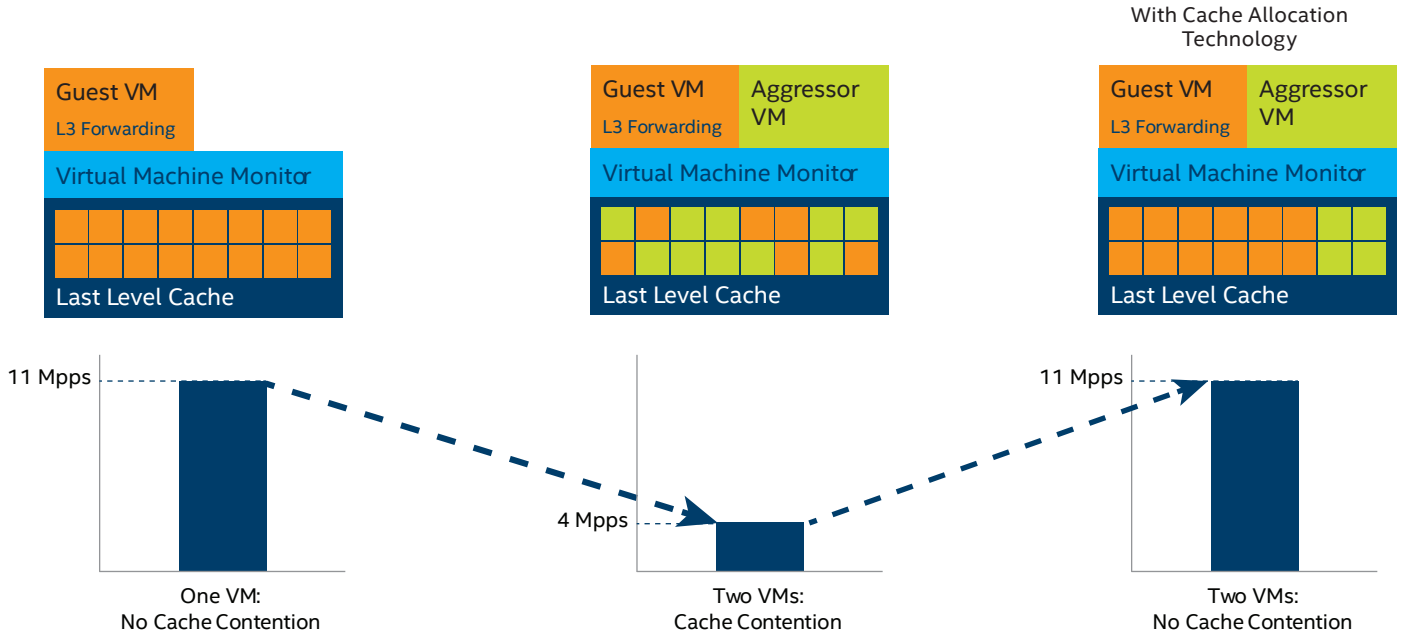 With Cache Allocation
Technology
Guest VM
L3 Forwarding
Virtual Machine Monitor
Last Level Cache
Guest VM
L3 Forwarding
Aggressor
VM
Virtual Machine Monitor
Last Level Cache
Guest VM
L3 Forwarding
Aggressor
VM
Virtual Machine Monitor
Last Level Cache
11 Mpps
One VM:
No Cache Contention
4 Mpps
Two VMs:
Cache Contention
11 Mpps
Two VMs:
No Cache Contention